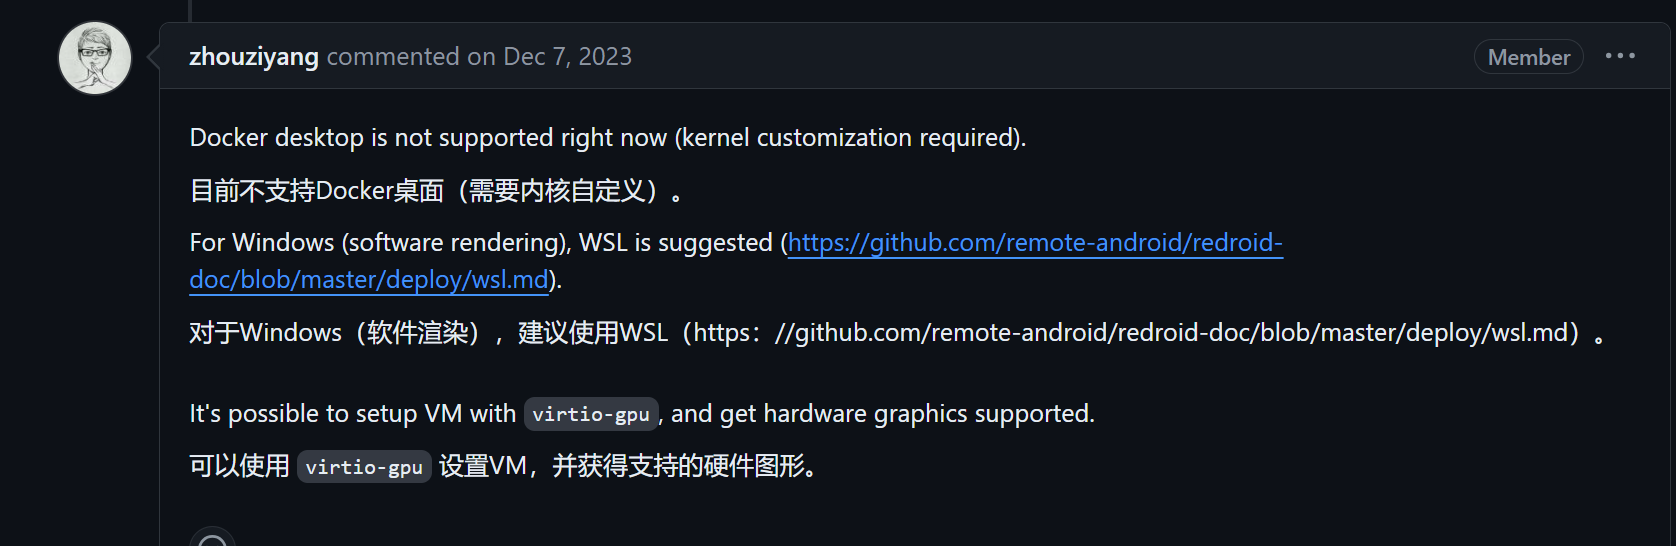 zhouziyang commented on Dec 7, 2023
Member
Docker desktop is not supported right now (kernel customization required).
目前不支持Docker桌面（需要内核自定义）。
For Windows (software rendering), WSL is suggested (https://github.com/remote-android/redroid-
doc/blob/master/deploy/wsl.md).
对于Windows（软件渲染），建议使用WSL（https：//github.com/remote-android/redroid-doc/blob/master/deploy/wsl.md）。
It's possible to setup VM with virtio-gpu, and get hardware graphics supported.
可以使用 virtio-gpu 设置VM，并获得支持的硬件图形。